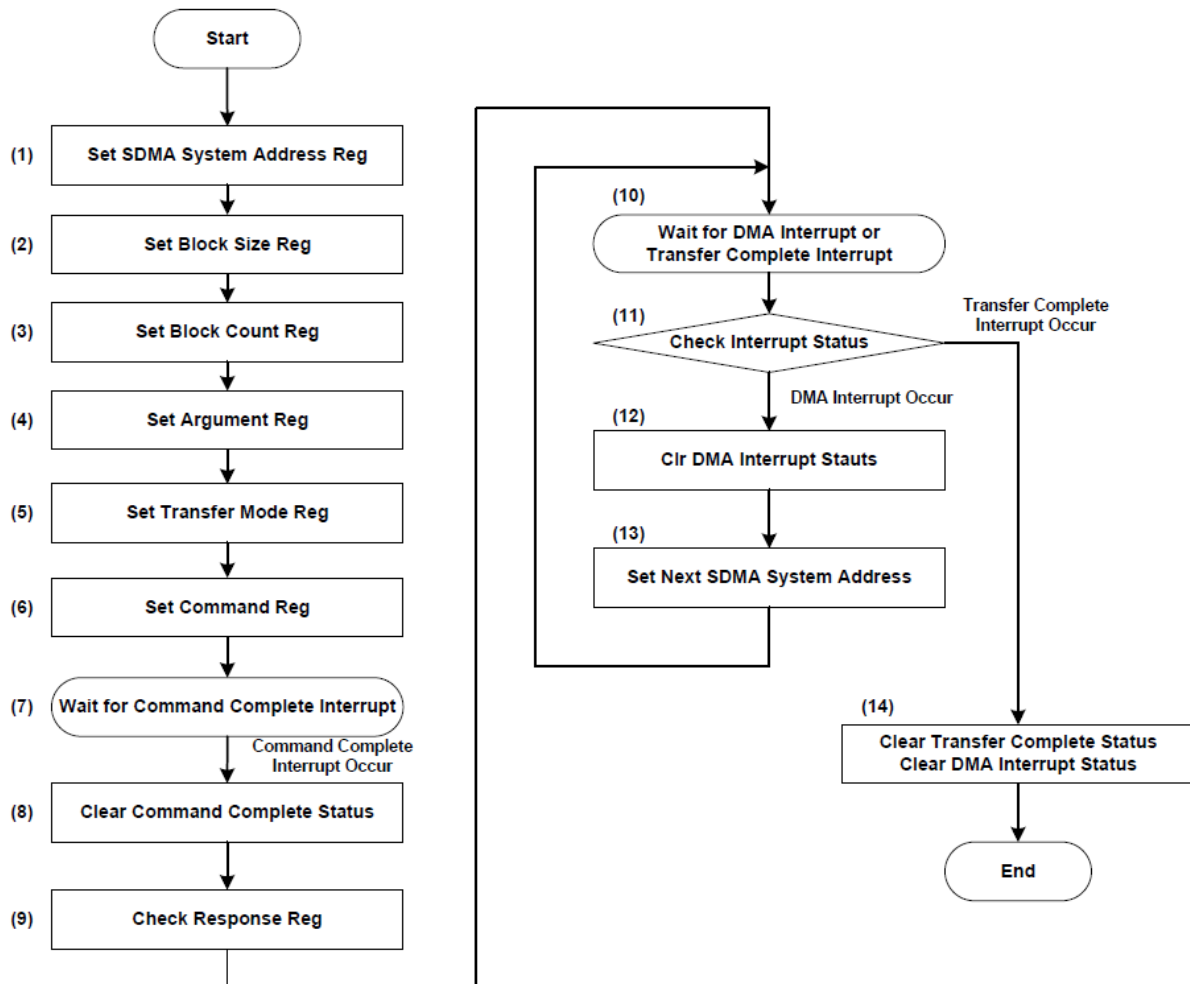 Start
(1)
Set SDMA System Address Reg
(2)
Set Block Size Reg
(3)
Set Block Count Reg
(4)
Set Argument Reg
(5)
Set Transfer Mode Reg
(6)
Set Command Reg
(7)
Wait for Command Complete Interrupt
Command Complete
Interrupt Occur
(8)
Clear Command Complete Status
(9)
Check Response Reg
(10)
Wait for DMA Interrupt or
Transfer Complete Interrupt
(11)
Check Interrupt Status
Transfer Complete
Interrupt Occur
DMA Interrupt Occur
(12)
Clr DMA Interrupt Stauts
(13)
Set Next SDMA System Address
(14)
Clear Transfer Complete Status
Clear DMA Interrupt Status
End